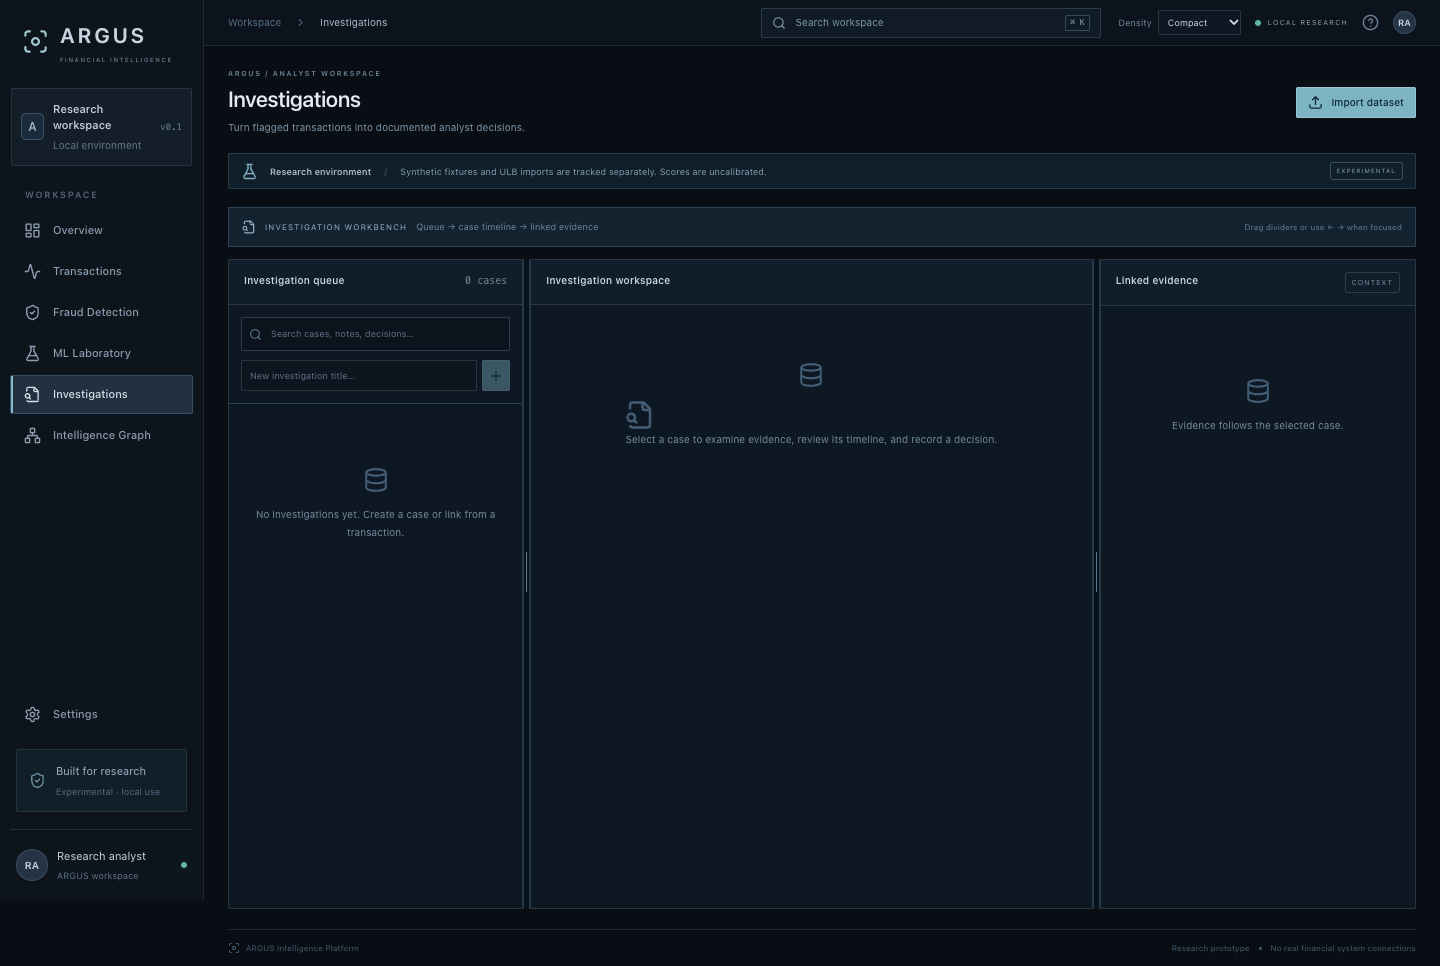 ARGUS
FINANCIAL INTELLIGENCE
A
Research workspace
v0.1
Local environment
WORKSPACE
Overview
Transactions
Fraud Detection
ML Laboratory
Investigations
Intelligence Graph
Settings
Built for research
Experimental · local use
RA
Research analyst
ARGUS workspace
Workspace > Investigations
Search workspace
⌘ K
Density
Compact
LOCAL RESEARCH
RA
ARGUS / ANALYST WORKSPACE
Investigations
Turn flagged transactions into documented analyst decisions.
Import dataset
Research environment / Synthetic fixtures and ULB imports are tracked separately. Scores are uncalibrated.
EXPERIMENTAL
INVESTIGATION WORKBENCH Queue → case timeline → linked evidence
Drag dividers or use ← → when focused
Investigation queue
0 cases
Search cases, notes, decisions…
New investigation title…
+
No investigations yet. Create a case or link from a
transaction.
Investigation workspace
Select a case to examine evidence, review its timeline, and record a decision.
Linked evidence
CONTEXT
Evidence follows the selected case.
ARGUS Intelligence Platform
Research prototype • No real financial system connections